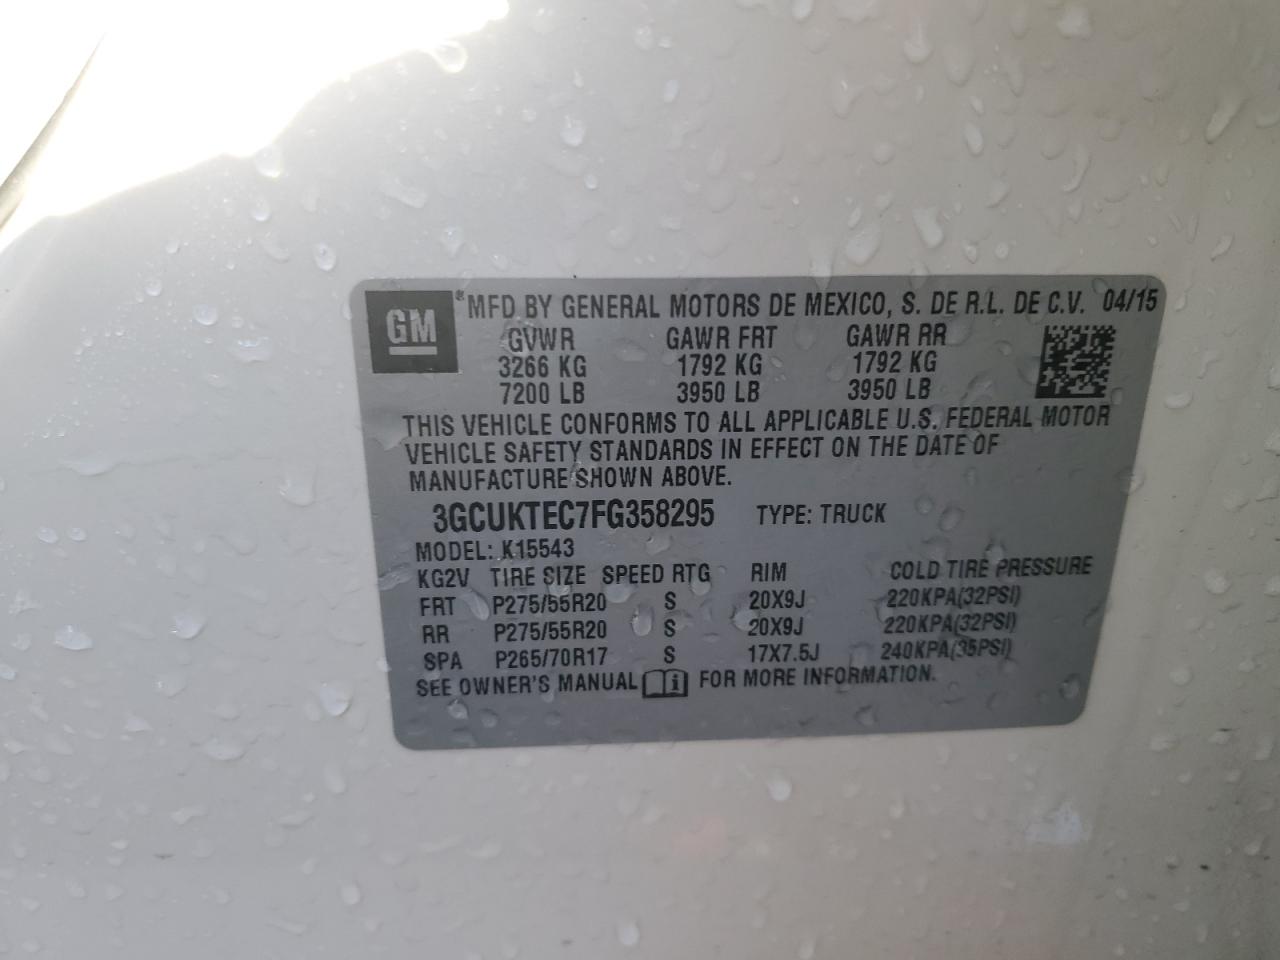 GM ® MFD BY GENERAL MOTORS DE MEXICO, S. DE R.L. DE C.V. 04/15
GVWR GAWR FRT GAWR RR
3266 KG 1792 KG 1792 KG
7200 LB 3950 LB 3950 LB
THIS VEHICLE CONFORMS TO ALL APPLICABLE U.S. FEDERAL MOTOR
VEHICLE SAFETY STANDARDS IN EFFECT ON THE DATE OF
MANUFACTURE SHOWN ABOVE.
3GCUKTEC7FG358295 TYPE: TRUCK
MODEL: K15543
KG2V TIRE SIZE SPEED RTG RIM COLD TIRE PRESSURE
FRT P275/55R20 S 20X9J 220KPA(32PSI)
RR P275/55R20 S 20X9J 220KPA(32PSI)
SPA P265/70R17 S 17X7.5J 240KPA(35PSI)
SEE OWNER'S MANUAL i FOR MORE INFORMATION.